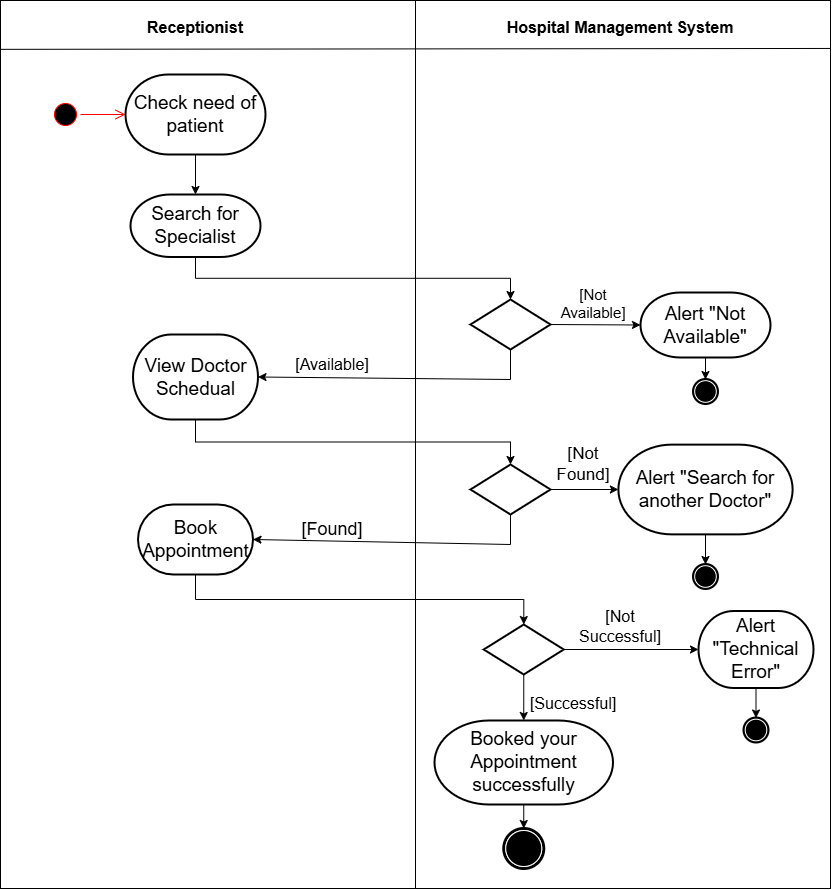 Receptionist
Hospital Management System
Check need of
patient
Search for
Specialist
[Not
Available]
Alert "Not
Available"
View Doctor
Schedual
[Available]
[Not
Found]
Alert "Search for
another Doctor"
Book
Appointment
[Found]
[Not
Successful]
Alert
"Technical
Error"
[Successful]
Booked your
Appointment
successfully